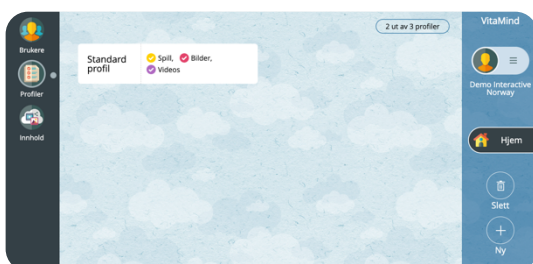 Brukere
Profiler
Innhold
2 ut av 3 profiler
Standard
profil
Spill, Bilder,
Videos
VitaMind
Demo Interactive
Norway
Hjem
Slett
Ny